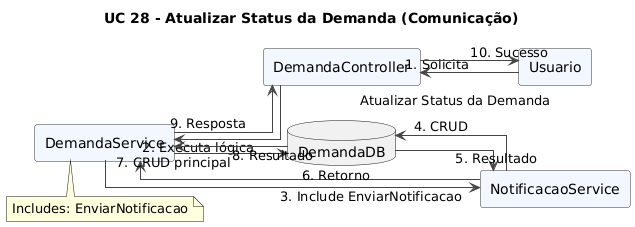 UC 28 - Atualizar Status da Demanda (Comunicação)
10. Sucesso
1. Solicita
DemandaController
Usuario
Atualizar Status da Demanda
9. Resposta
4. CRUD
DemandaService
2. Executa lógica
DemandaDB
8. Resultado
7. CRUD principal
5. Resultado
6. Retorno
3. Include EnviarNotificacao
NotificacaoService
Includes: EnviarNotificacao